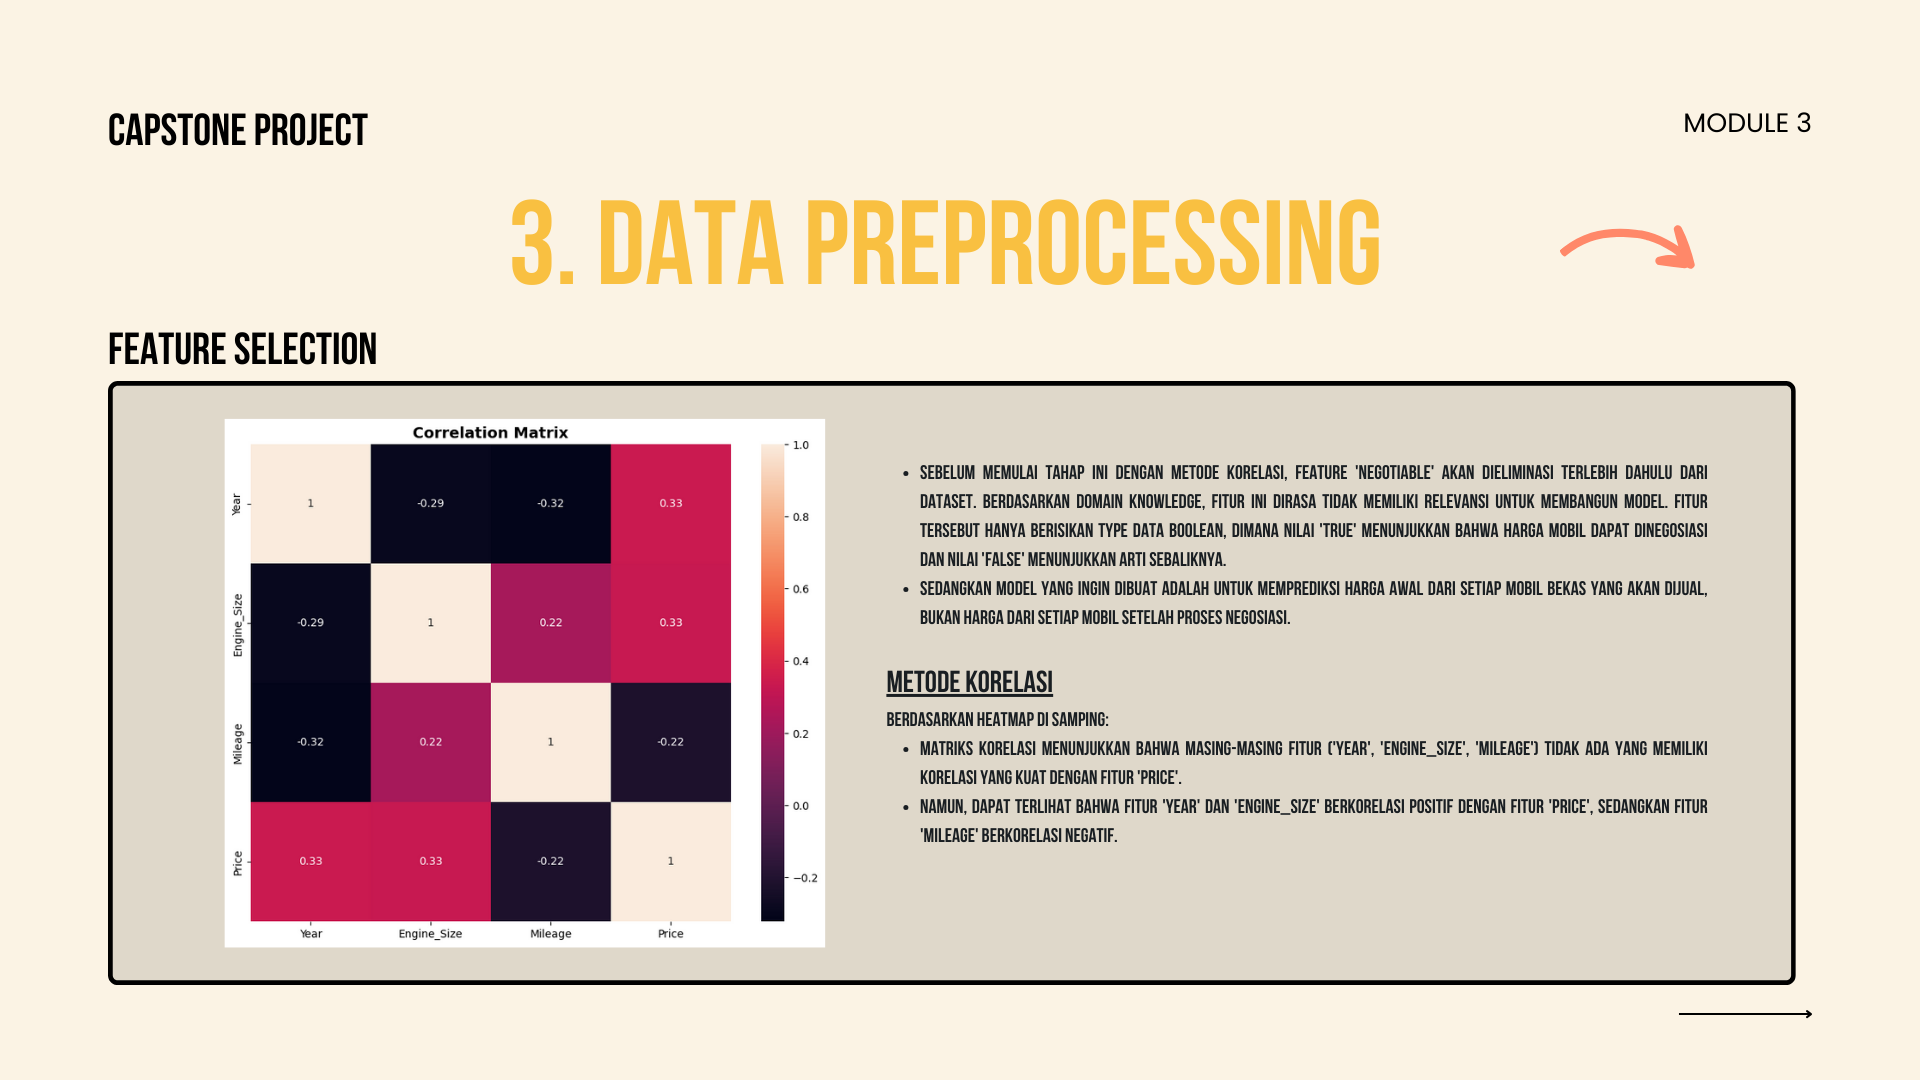 CAPSTONE PROJECT
MODULE 3
3. DATA PREPROCESSING
FEATURE SELECTION
Correlation Matrix
Year
1
-0.29
-0.32
0.33
Engine_Size
-0.29
1
0.22
0.33
Mileage
-0.32
0.22
1
-0.22
Price
0.33
0.33
-0.22
1
Year
Engine_Size
Mileage
Price
1.0
0.8
0.6
0.4
0.2
0.0
−0.2
• SEBELUM MEMULAI TAHAP INI DENGAN METODE KORELASI, FEATURE 'NEGOTIABLE' AKAN DIELIMINASI TERLEBIH DAHULU DARI
DATASET. BERDASARKAN DOMAIN KNOWLEDGE, FITUR INI DIRASA TIDAK MEMILIKI RELEVANSI UNTUK MEMBANGUN MODEL. FITUR
TERSEBUT HANYA BERISIKAN TYPE DATA BOOLEAN, DIMANA NILAI 'TRUE' MENUNJUKKAN BAHWA HARGA MOBIL DAPAT DINEGOSIASI
DAN NILAI 'FALSE' MENUNJUKKAN ARTI SEBALIKNYA.
• SEDANGKAN MODEL YANG INGIN DIBUAT ADALAH UNTUK MEMPREDIKSI HARGA AWAL DARI SETIAP MOBIL BEKAS YANG AKAN DIJUAL,
BUKAN HARGA DARI SETIAP MOBIL SETELAH PROSES NEGOSIASI.
METODE KORELASI
BERDASARKAN HEATMAP DI SAMPING:
• MATRIKS KORELASI MENUNJUKKAN BAHWA MASING-MASING FITUR ('YEAR', 'ENGINE_SIZE', 'MILEAGE') TIDAK ADA YANG MEMILIKI
KORELASI YANG KUAT DENGAN FITUR 'PRICE'.
• NAMUN, DAPAT TERLIHAT BAHWA FITUR 'YEAR' DAN 'ENGINE_SIZE' BERKORELASI POSITIF DENGAN FITUR 'PRICE', SEDANGKAN FITUR
'MILEAGE' BERKORELASI NEGATIF.